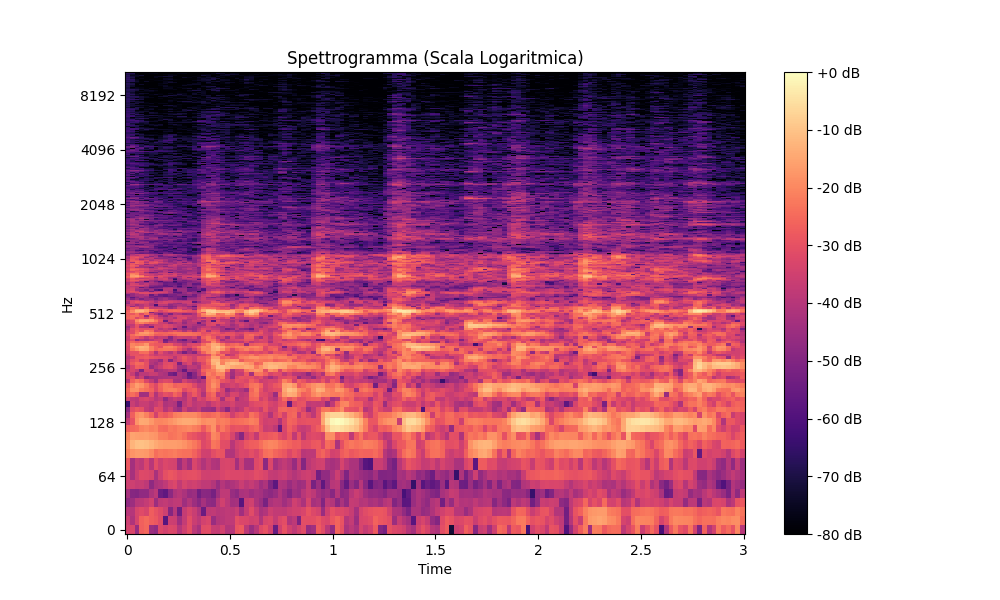 Spettrogramma (Scala Logaritmica)
Hz
8192
4096
2048
1024
512
256
128
64
0
0
0.5
1
1.5
2
2.5
3
Time
+0 dB
-10 dB
-20 dB
-30 dB
-40 dB
-50 dB
-60 dB
-70 dB
-80 dB